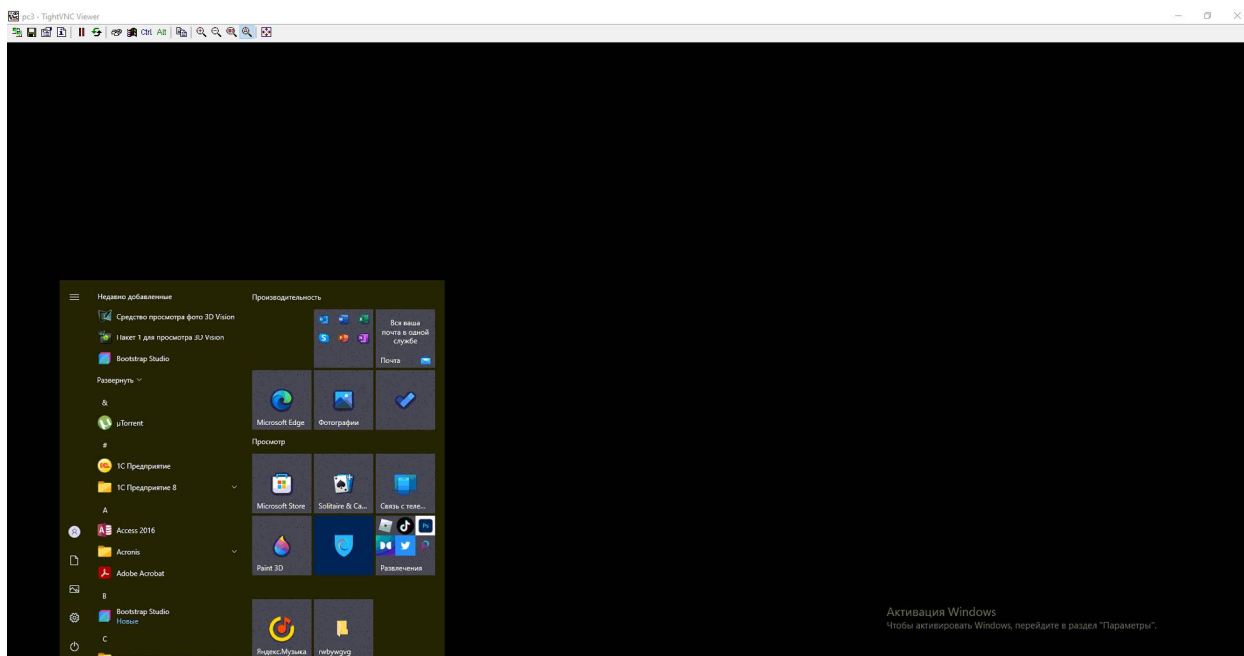 pc3 - TightVNC Viewer
Ctrl Alt
Недавно добавленные
Средство просмотра фото 3D Vision
Пакет 1 для просмотра 3D Vision
Bootstrap Studio
Развернуть
&
µTorrent
#
1С Предприятие
1С Предприятие 8
A
Access 2016
Acronis
Adobe Acrobat
B
Bootstrap Studio
Новые
C
Производительность
Вся ваша
почта в одной
службе
Почта
Microsoft Edge
Фотографии
Просмотр
Microsoft Store
Solitaire & Ca...
Связь с теле...
Paint 3D
Ps
Развлечения
Яндекс.Музыка
rwbywgvg
Активация Windows
Чтобы активировать Windows, перейдите в раздел "Параметры".